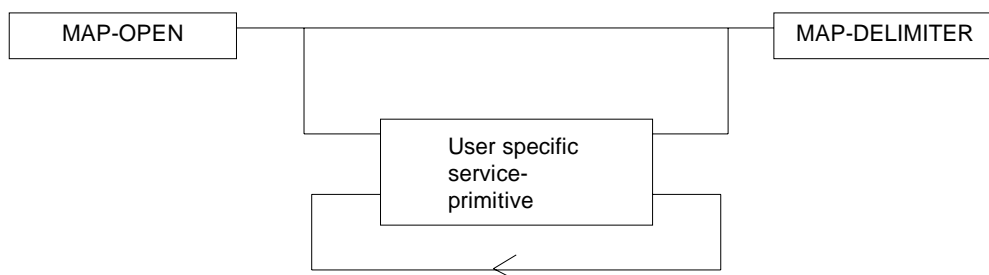 MAP-OPEN
MAP-DELIMITER
User specific
service-
primitive